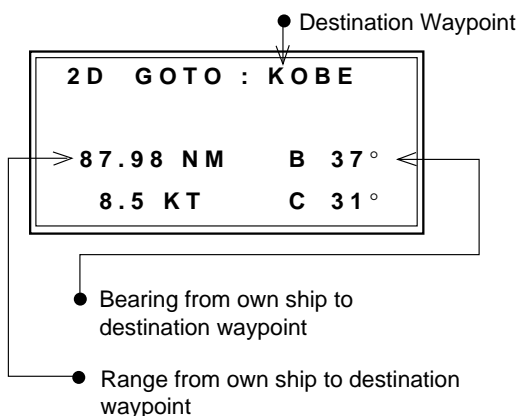 Destination Waypoint
2D GOTO : KOBE
87.98 NM B 37°
8.5 KT C 31°
Bearing from own ship to
destination waypoint
Range from own ship to destination
waypoint